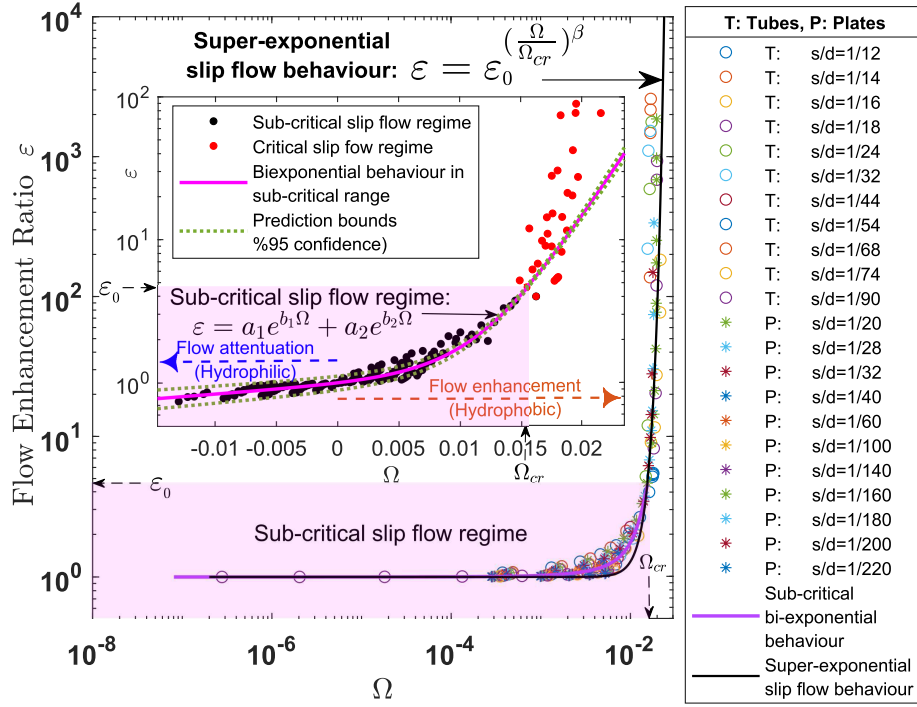 Super-exponential
slip flow behaviour: ε = ε₀^(Ω/Ω_cr)^β
Flow Enhancement Ratio ε
10⁴
10³
10²
10¹
10⁰
10⁻⁸
10⁻⁶
10⁻⁴
10⁻²
Ω
ε
10²
10¹
10⁰
Sub-critical slip flow regime
Critical slip fow regime
Biexponential behaviour in
sub-critical range
Prediction bounds
%95 confidence)
ε₀
Sub-critical slip flow regime:
ε = a₁e^(b₁Ω) + a₂e^(b₂Ω)
Flow attentuation
(Hydrophilic)
Flow enhancement
(Hydrophobic)
-0.01 -0.005 0 0.005 0.01 0.015 0.02
Ω
Ω_cr
ε₀
Sub-critical slip flow regime
Ω_cr
T: Tubes, P: Plates
T: s/d=1/12
T: s/d=1/14
T: s/d=1/16
T: s/d=1/18
T: s/d=1/24
T: s/d=1/32
T: s/d=1/44
T: s/d=1/54
T: s/d=1/68
T: s/d=1/74
T: s/d=1/90
P: s/d=1/20
P: s/d=1/28
P: s/d=1/32
P: s/d=1/40
P: s/d=1/60
P: s/d=1/100
P: s/d=1/140
P: s/d=1/160
P: s/d=1/180
P: s/d=1/200
P: s/d=1/220
Sub-critical
bi-exponential
behaviour
Super-exponential
slip flow behaviour